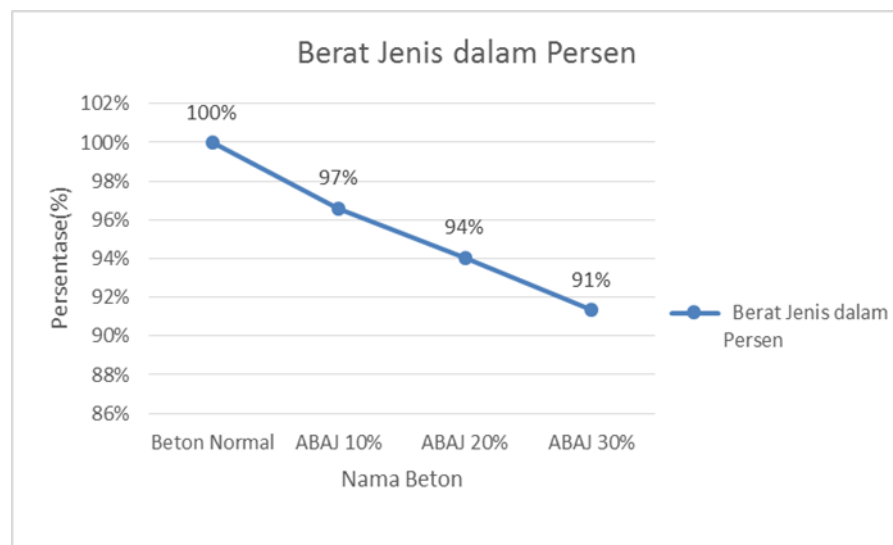 Berat Jenis dalam Persen
102%
100%
98%
96%
94%
92%
90%
88%
86%
Persentase(%)
100%
97%
94%
91%
Beton Normal
ABAJ 10%
ABAJ 20%
ABAJ 30%
Nama Beton
Berat Jenis dalam
Persen